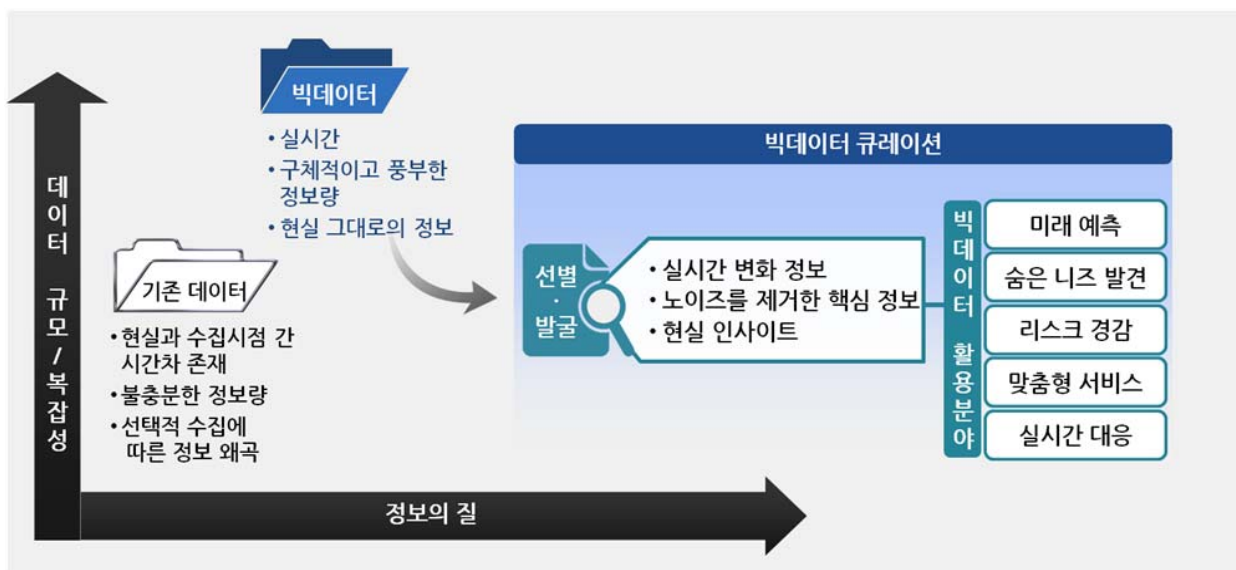 빅데이터
• 실시간
• 구체적이고 풍부한
정보량
• 현실 그대로의 정보
데이터 규모/복잡성
기존 데이터
• 현실과 수집시점 간
시간차 존재
• 불충분한 정보량
• 선택적 수집에
따른 정보 왜곡
빅데이터 큐레이션
선별
·
발굴
• 실시간 변화 정보
• 노이즈를 제거한 핵심 정보
• 현실 인사이트
빅데이터 활용분야
미래 예측
숨은 니즈 발견
리스크 경감
맞춤형 서비스
실시간 대응
정보의 질